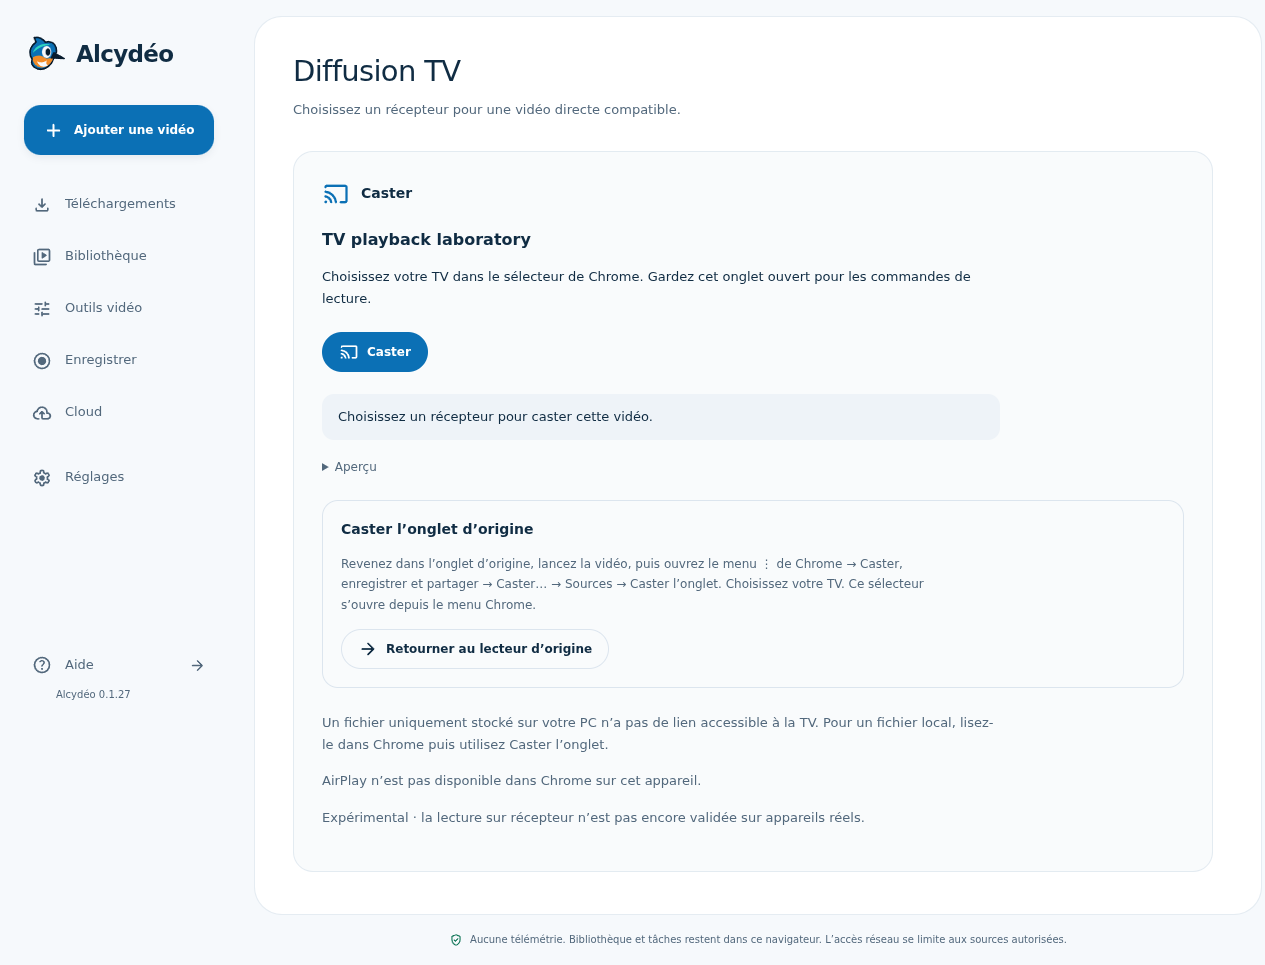 Alcydéo
Ajouter une vidéo
Téléchargements
Bibliothèque
Outils vidéo
Enregistrer
Cloud
Réglages
Aide
Alcydéo 0.1.27
Diffusion TV
Choisissez un récepteur pour une vidéo directe compatible.
Caster
TV playback laboratory
Choisissez votre TV dans le sélecteur de Chrome. Gardez cet onglet ouvert pour les commandes de
lecture.
Caster
Choisissez un récepteur pour caster cette vidéo.
Aperçu
Caster l’onglet d’origine
Revenez dans l’onglet d’origine, lancez la vidéo, puis ouvrez le menu ⋮ de Chrome → Caster,
enregistrer et partager → Caster… → Sources → Caster l’onglet. Choisissez votre TV. Ce sélecteur
s’ouvre depuis le menu Chrome.
Retourner au lecteur d’origine
Un fichier uniquement stocké sur votre PC n’a pas de lien accessible à la TV. Pour un fichier local, lisez-
le dans Chrome puis utilisez Caster l’onglet.
AirPlay n’est pas disponible dans Chrome sur cet appareil.
Expérimental · la lecture sur récepteur n’est pas encore validée sur appareils réels.
Aucune télémétrie. Bibliothèque et tâches restent dans ce navigateur. L’accès réseau se limite aux sources autorisées.